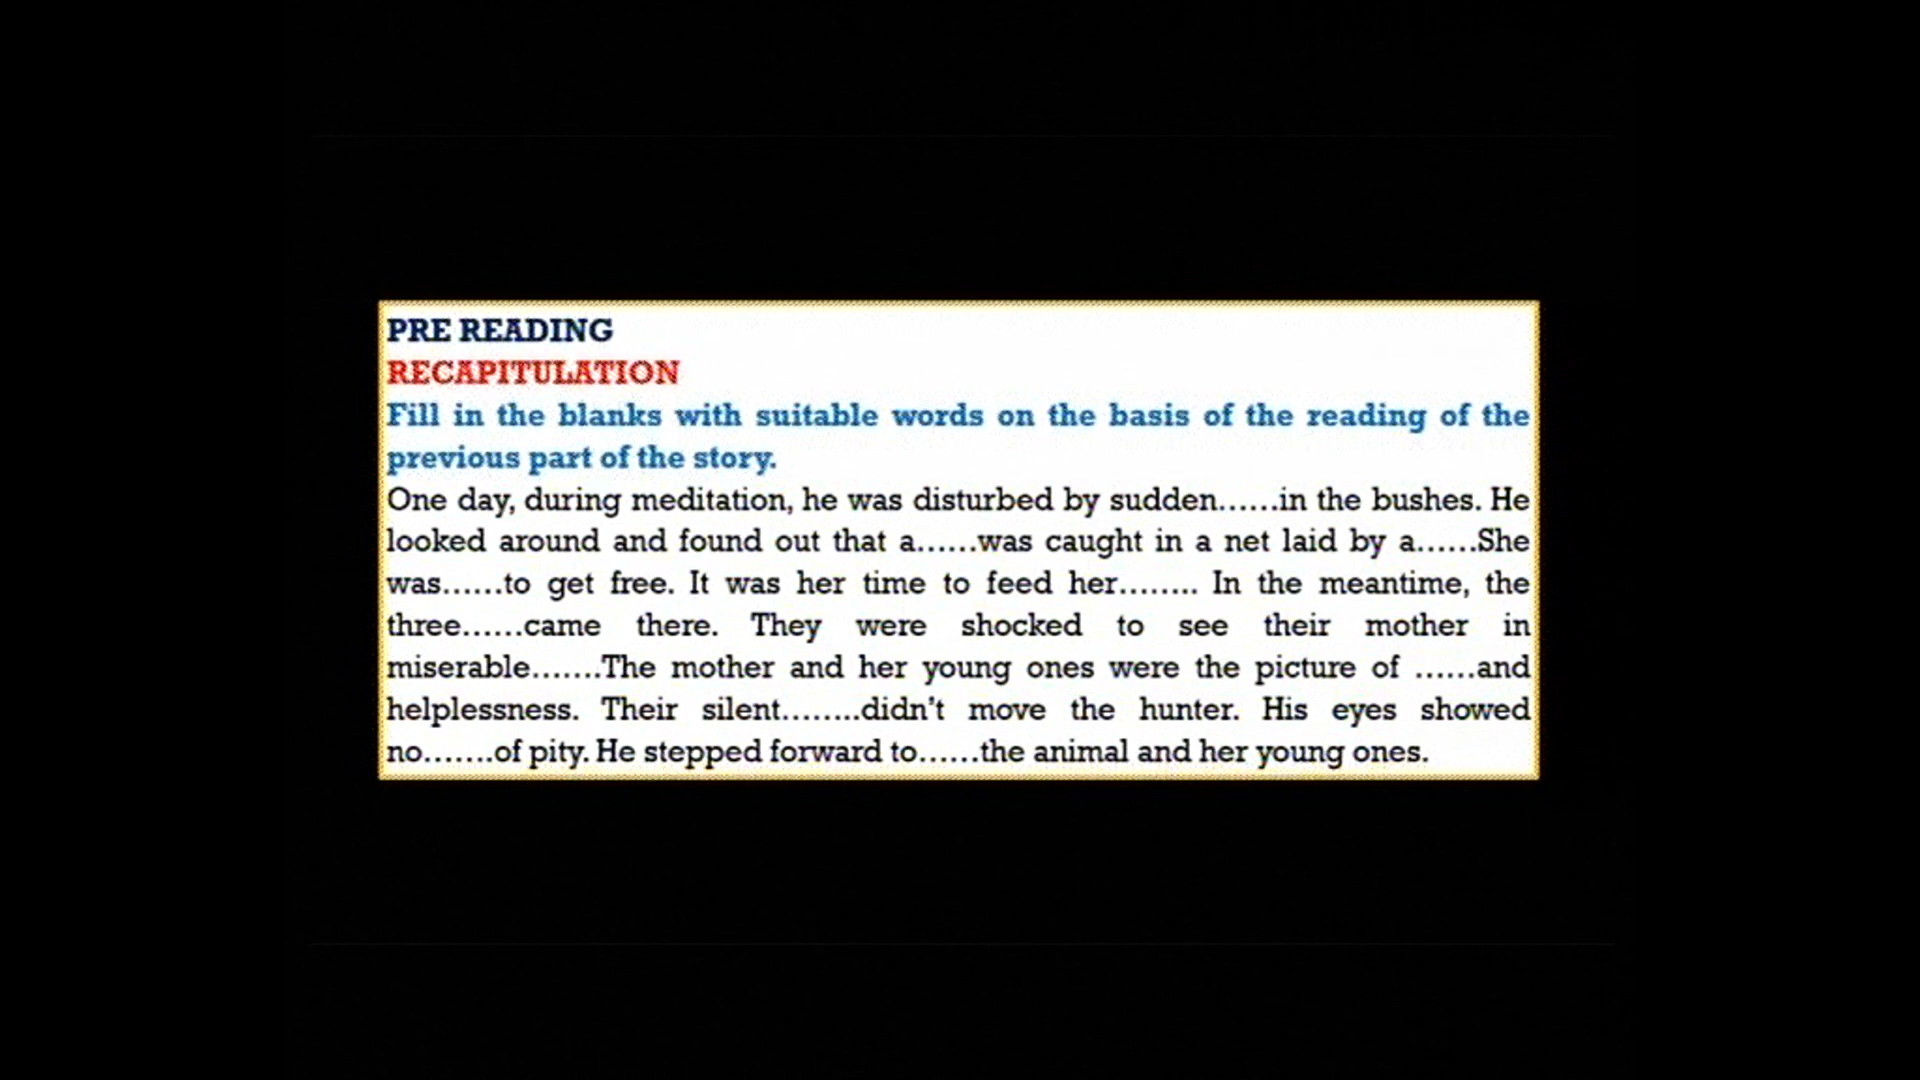 PRE READING
RECAPITULATION
Fill in the blanks with suitable words on the basis of the reading of the
previous part of the story.
One day, during meditation, he was disturbed by sudden......in the bushes. He
looked around and found out that a......was caught in a net laid by a......She
was......to get free. It was her time to feed her........ In the meantime, the
three......came there. They were shocked to see their mother in
miserable.......The mother and her young ones were the picture of ......and
helplessness. Their silent........didn't move the hunter. His eyes showed
no.......of pity. He stepped forward to......the animal and her young ones.